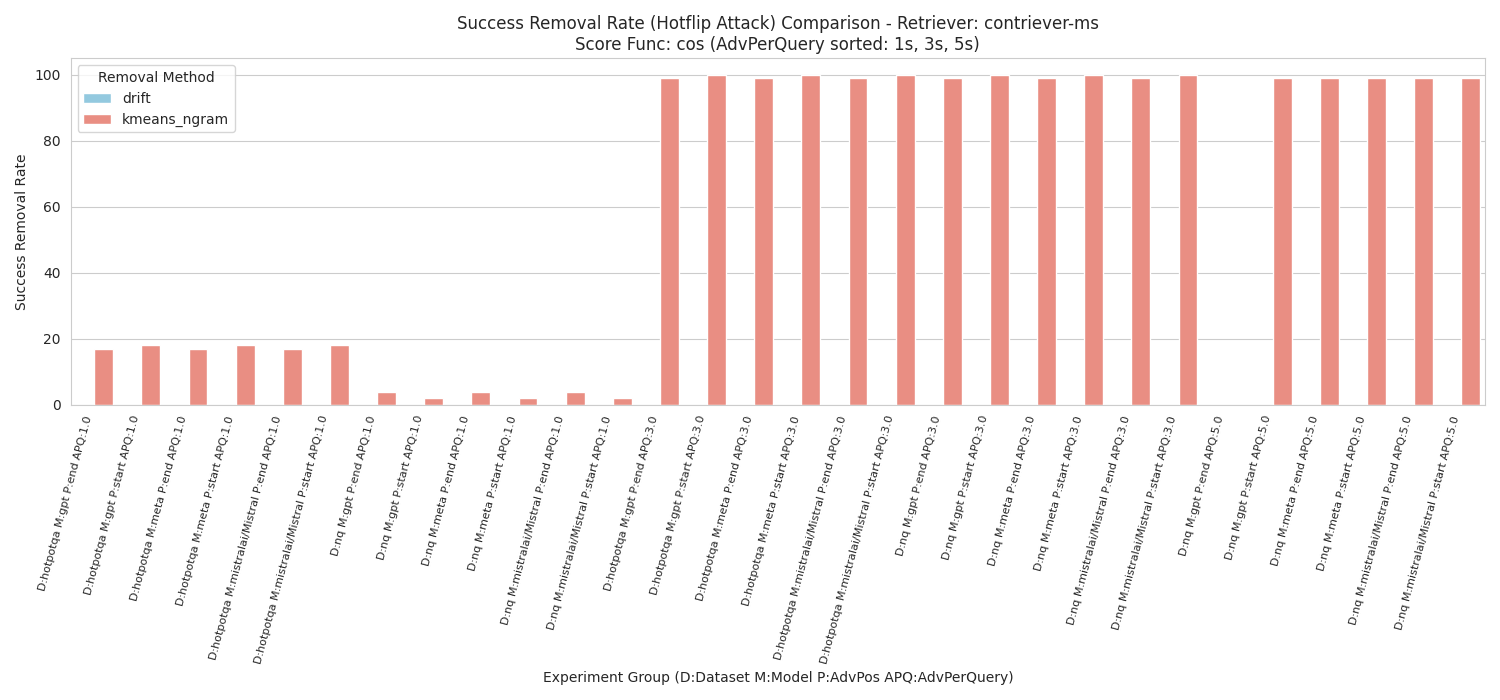 Success Removal Rate (Hotflip Attack) Comparison - Retriever: contriever-ms
Score Func: cos (AdvPerQuery sorted: 1s, 3s, 5s)
Removal Method
drift
kmeans_ngram
Success Removal Rate
100
80
60
40
20
0
D:hotpotqa M:gpt P:end APQ:1.0
D:hotpotqa M:gpt P:start APQ:1.0
D:hotpotqa M:meta P:end APQ:1.0
D:hotpotqa M:meta P:start APQ:1.0
D:hotpotqa M:mistralai/Mistral P:end APQ:1.0
D:hotpotqa M:mistralai/Mistral P:start APQ:1.0
D:nq M:gpt P:end APQ:1.0
D:nq M:gpt P:start APQ:1.0
D:nq M:meta P:end APQ:1.0
D:nq M:meta P:start APQ:1.0
D:nq M:mistralai/Mistral P:end APQ:1.0
D:nq M:mistralai/Mistral P:start APQ:1.0
D:hotpotqa M:gpt P:end APQ:3.0
D:hotpotqa M:gpt P:start APQ:3.0
D:hotpotqa M:meta P:end APQ:3.0
D:hotpotqa M:meta P:start APQ:3.0
D:hotpotqa M:mistralai/Mistral P:end APQ:3.0
D:hotpotqa M:mistralai/Mistral P:start APQ:3.0
D:nq M:gpt P:end APQ:3.0
D:nq M:gpt P:start APQ:3.0
D:nq M:meta P:end APQ:3.0
D:nq M:meta P:start APQ:3.0
D:nq M:mistralai/Mistral P:end APQ:3.0
D:nq M:mistralai/Mistral P:start APQ:3.0
D:nq M:gpt P:end APQ:5.0
D:nq M:gpt P:start APQ:5.0
D:nq M:meta P:end APQ:5.0
D:nq M:meta P:start APQ:5.0
D:nq M:mistralai/Mistral P:end APQ:5.0
D:nq M:mistralai/Mistral P:start APQ:5.0
Experiment Group (D:Dataset M:Model P:AdvPos APQ:AdvPerQuery)